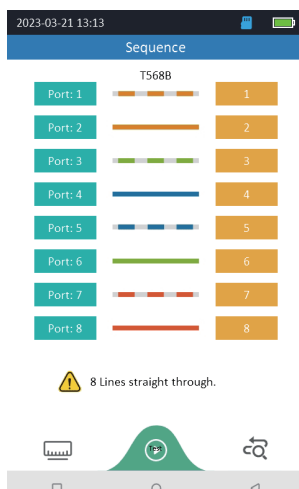 2023-03-21 13:13
Sequence
T568B
Port: 1 1
Port: 2 2
Port: 3 3
Port: 4 4
Port: 5 5
Port: 6 6
Port: 7 7
Port: 8 8
8 Lines straight through.
Test